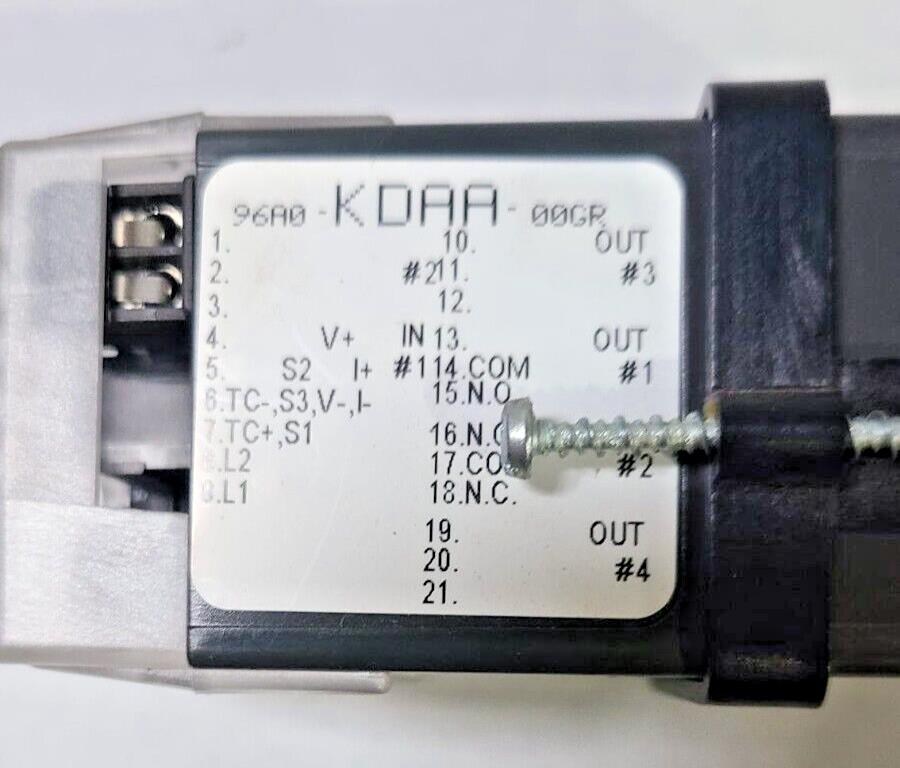 96A0 - KDAA - 00GR
1. 10. OUT
2. #2 11. #3
3. 12.
4. V+ IN 13. OUT
5. S2 I+ #1 14.COM #1
6.TC-,S3,V-,I- 15.N.O
7.TC+,S1 16.N.
.L2 17.CO #2
.L1 18.N.C.
19. OUT
20. #4
21.